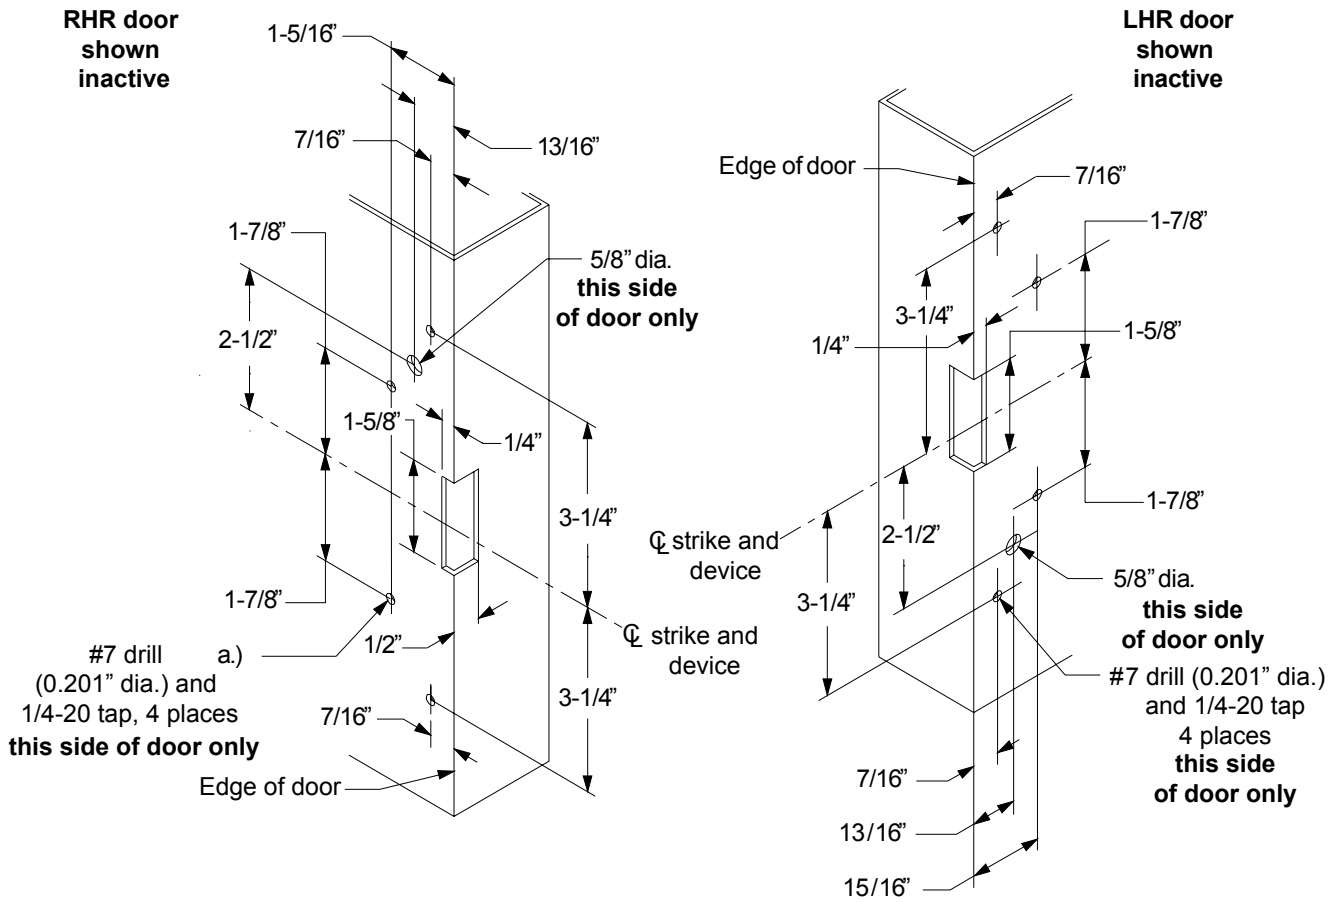 RHR door
shown
inactive
1-5/16”
7/16”
13/16”
1-7/8”
5/8” dia.
this side
of door only
2-1/2”
1-5/8”
1/4”
3-1/4”
1-7/8”
1/2”
℄ strike and
device
#7 drill a.)
(0.201” dia.) and
1/4-20 tap, 4 places
this side of door only
3-1/4”
7/16”
Edge of door
LHR door
shown
inactive
Edge of door
7/16”
1-7/8”
3-1/4”
1/4”
1-5/8”
1-7/8”
℄ strike and
device
2-1/2”
3-1/4”
5/8” dia.
this side
of door only
#7 drill (0.201” dia.)
and 1/4-20 tap
4 places
this side
of door only
7/16”
13/16”
15/16”